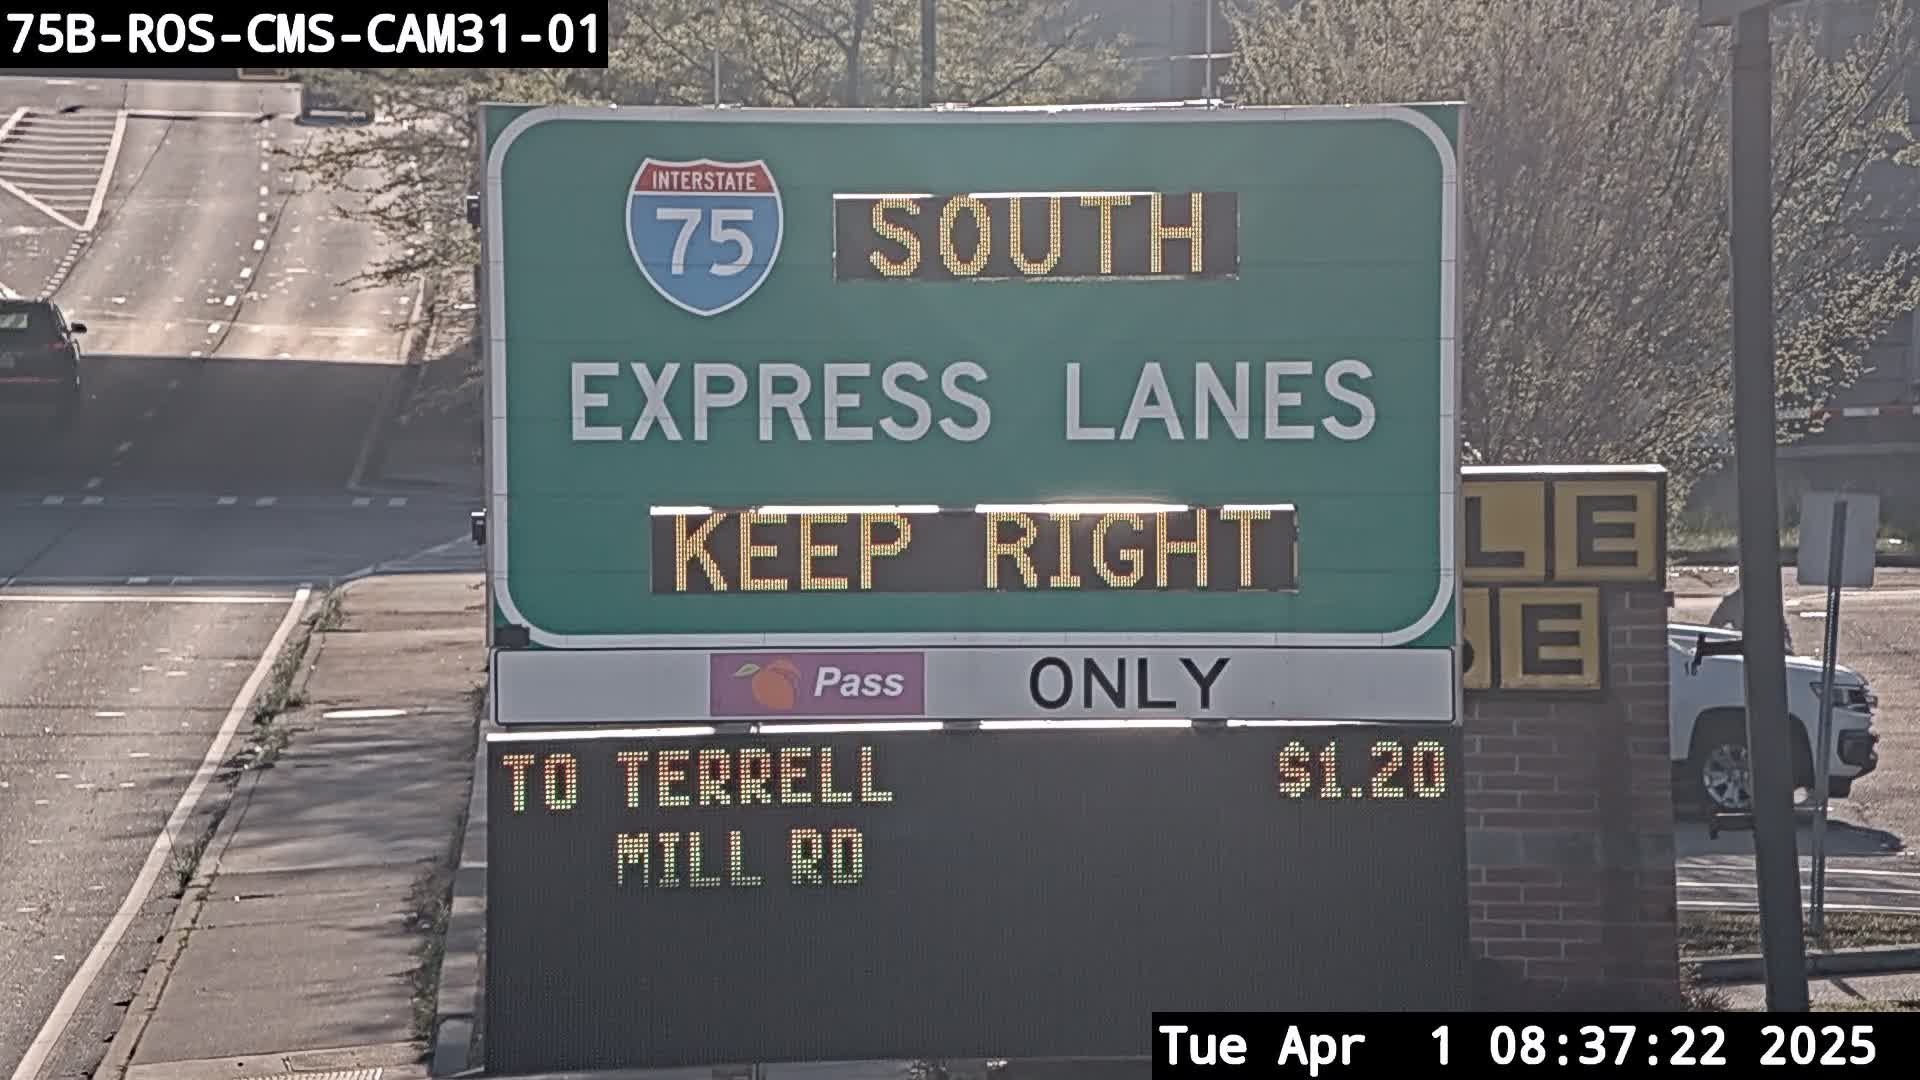 75B-ROS-CMS-CAM31-01
INTERSTATE
75
SOUTH
EXPRESS LANES
KEEP RIGHT
Pass ONLY
TO TERRELL $1.20
MILL RD
LE
E
Tue Apr 1 08:37:22 2025